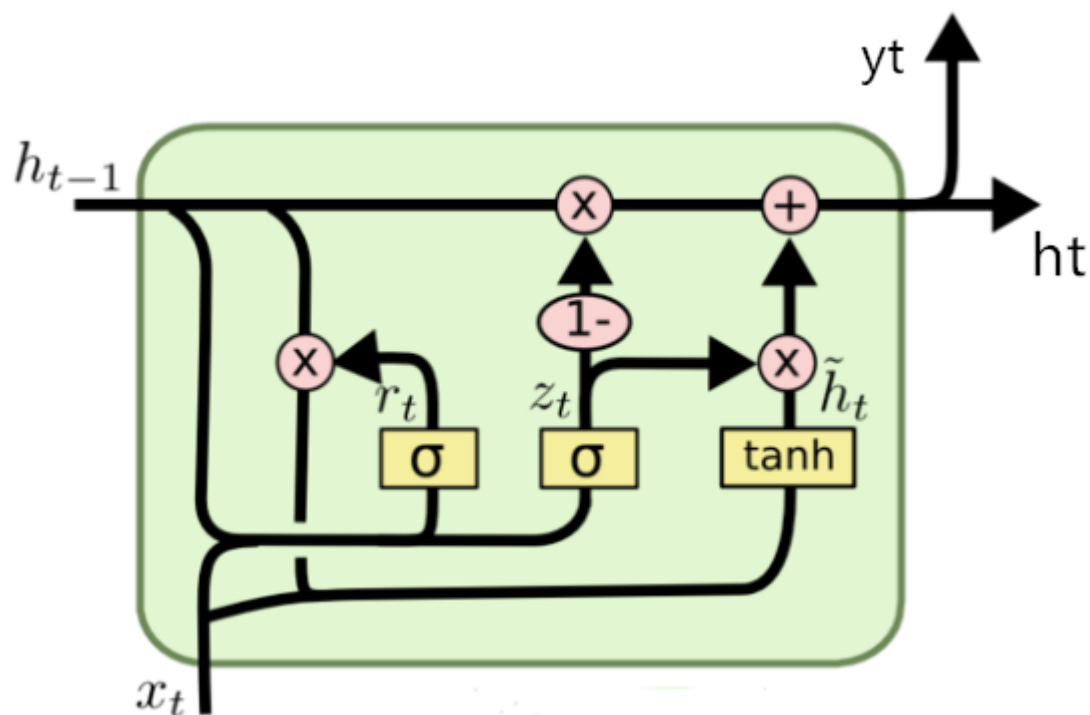 yt
h_{t-1}
x
+
ht
1-
x
x
r_t
z_t
h̃_t
σ
σ
tanh
x_t